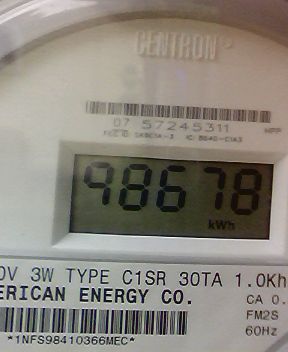 CENTRON
07 57245311
98678
kWh
0V 3W TYPE C1SR 30TA 1.0Kh
ERICAN ENERGY CO.
CA 0.
FM2S
60Hz
*1NFS98410366MEC*